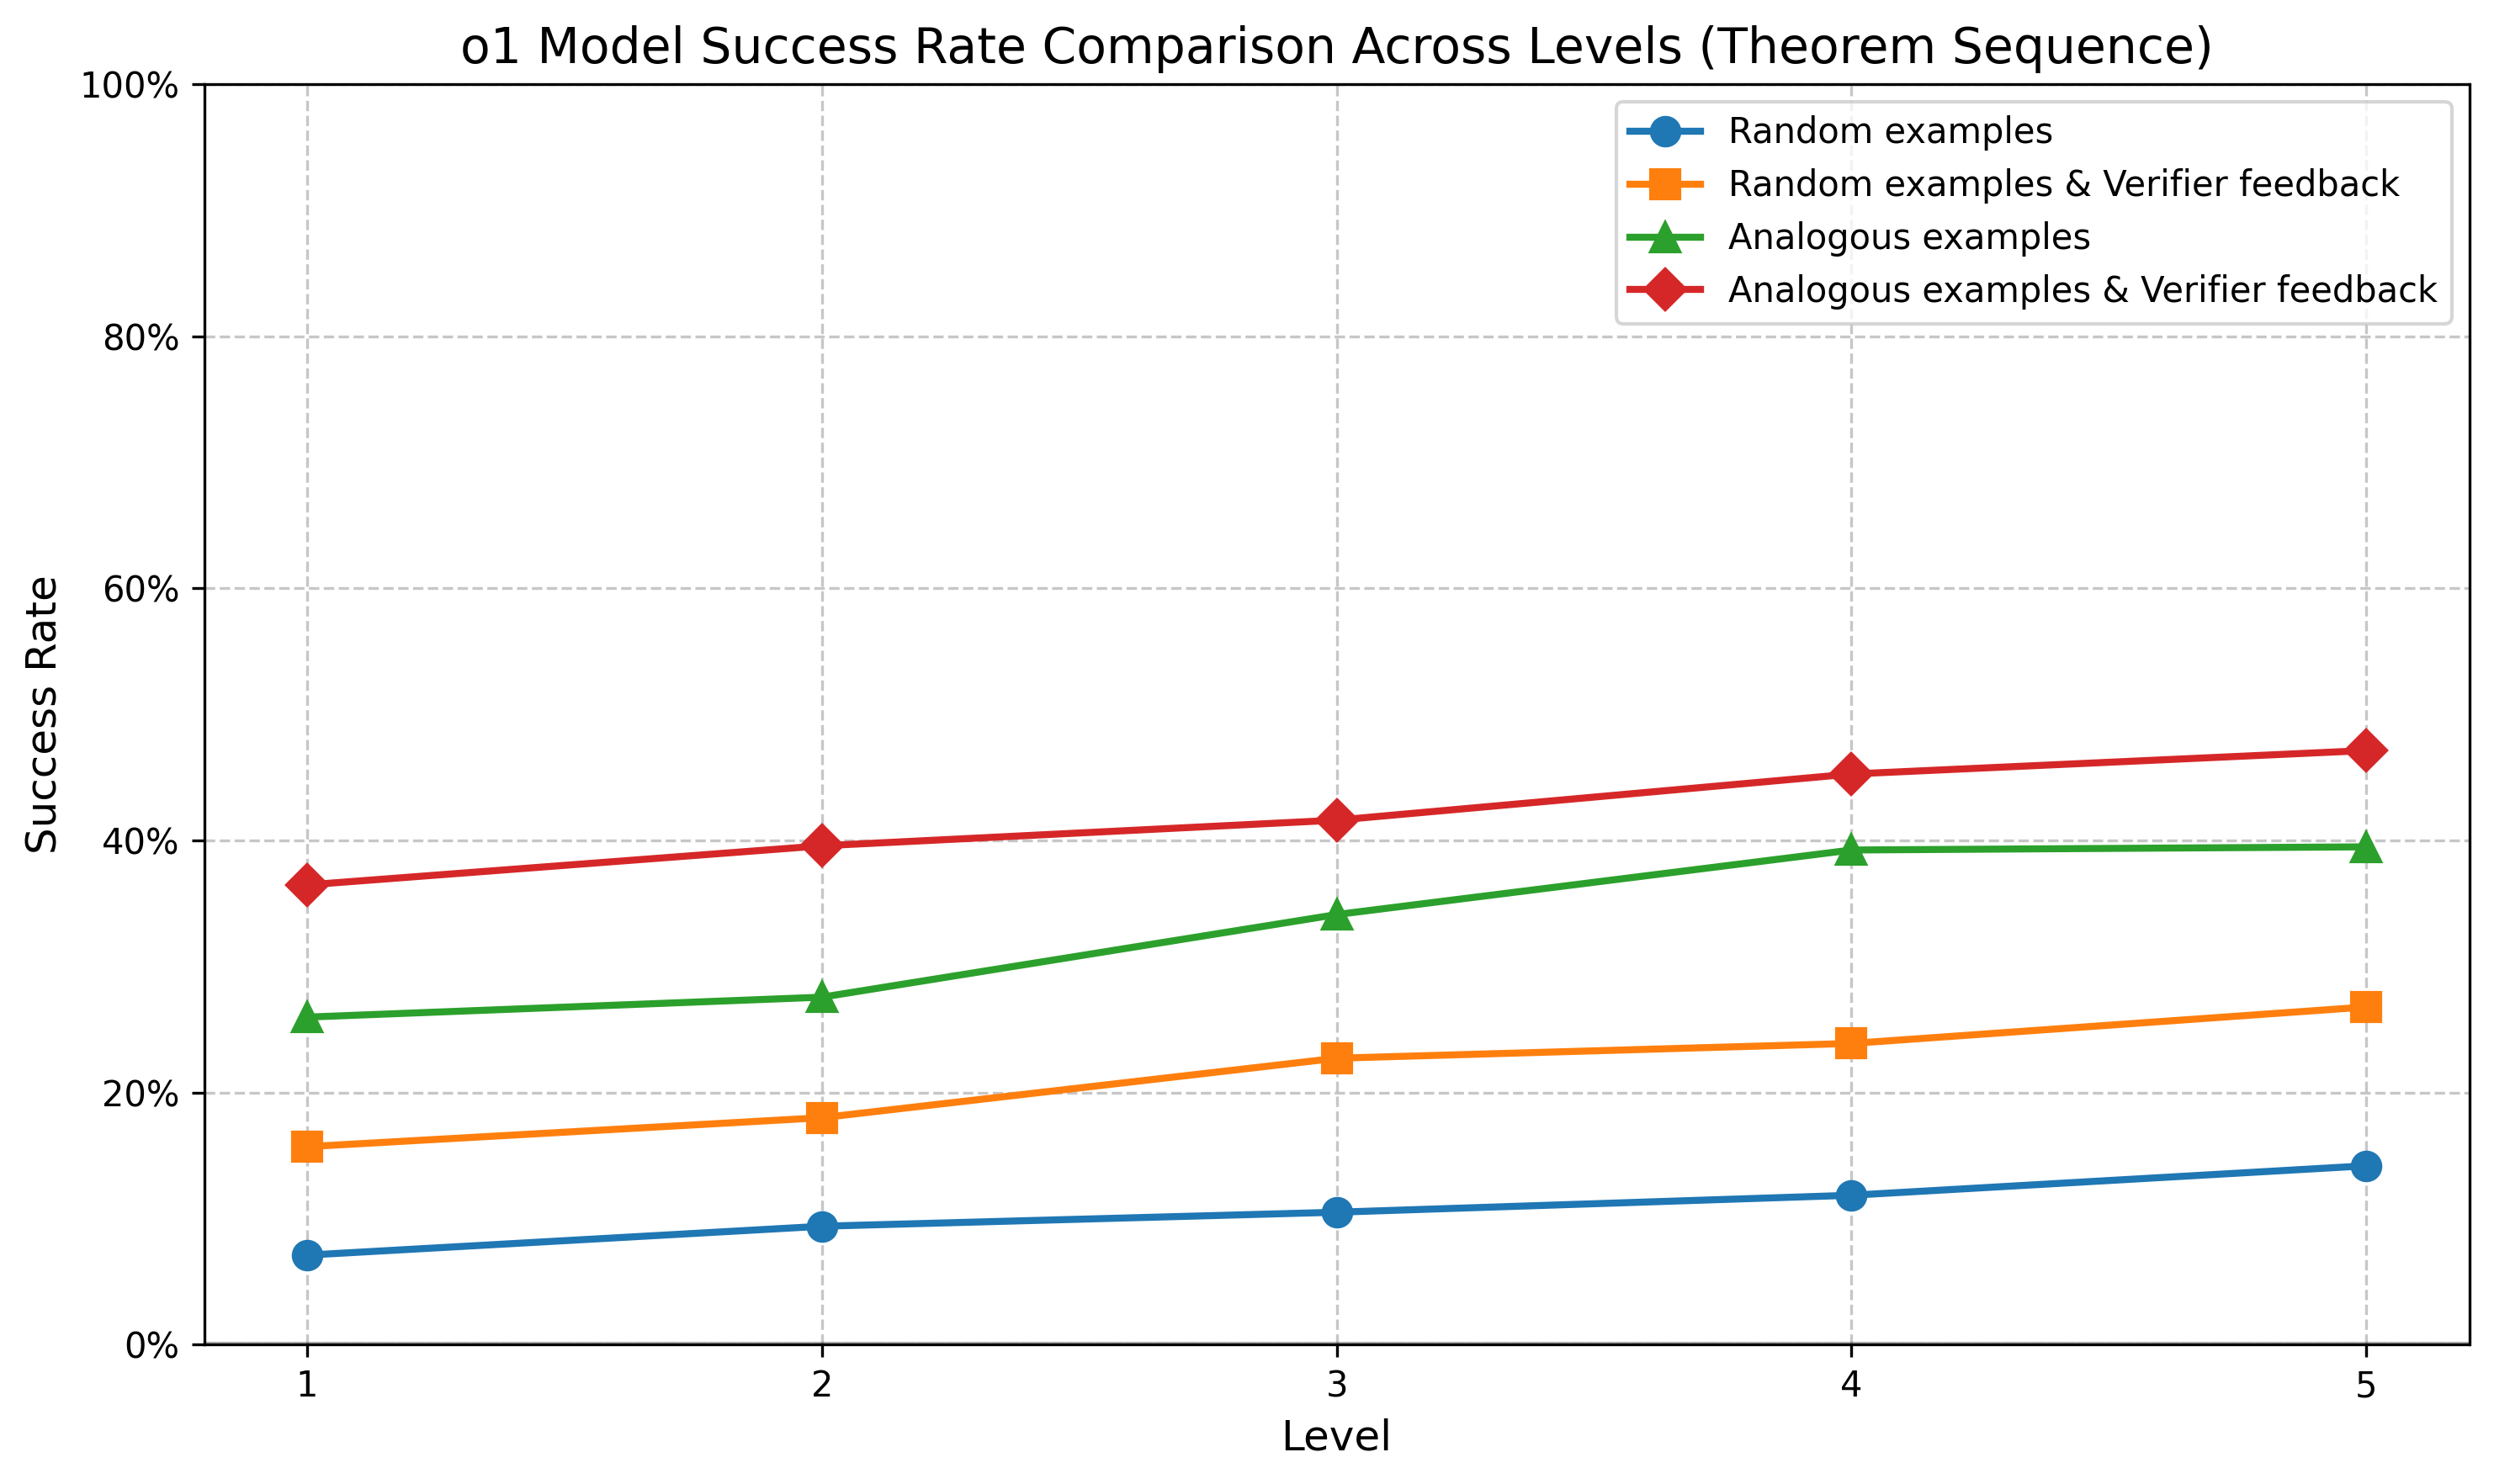 o1 Model Success Rate Comparison Across Levels (Theorem Sequence)
100%
80%
60%
40%
20%
0%
Success Rate
Random examples
Random examples & Verifier feedback
Analogous examples
Analogous examples & Verifier feedback
1 2 3 4 5
Level